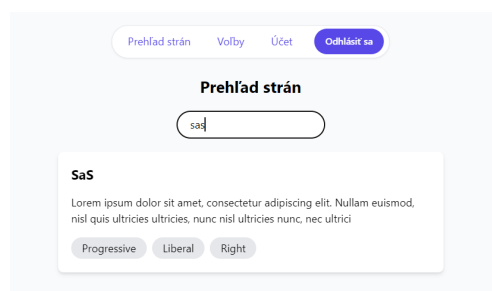 Prehľad strán Voľby Účet Odhlásiť sa
Prehľad strán
sas
SaS
Lorem ipsum dolor sit amet, consectetur adipiscing elit. Nullam euismod,
nisl quis ultricies ultricies, nunc nisl ultricies nunc, nec ultrici
Progressive Liberal Right